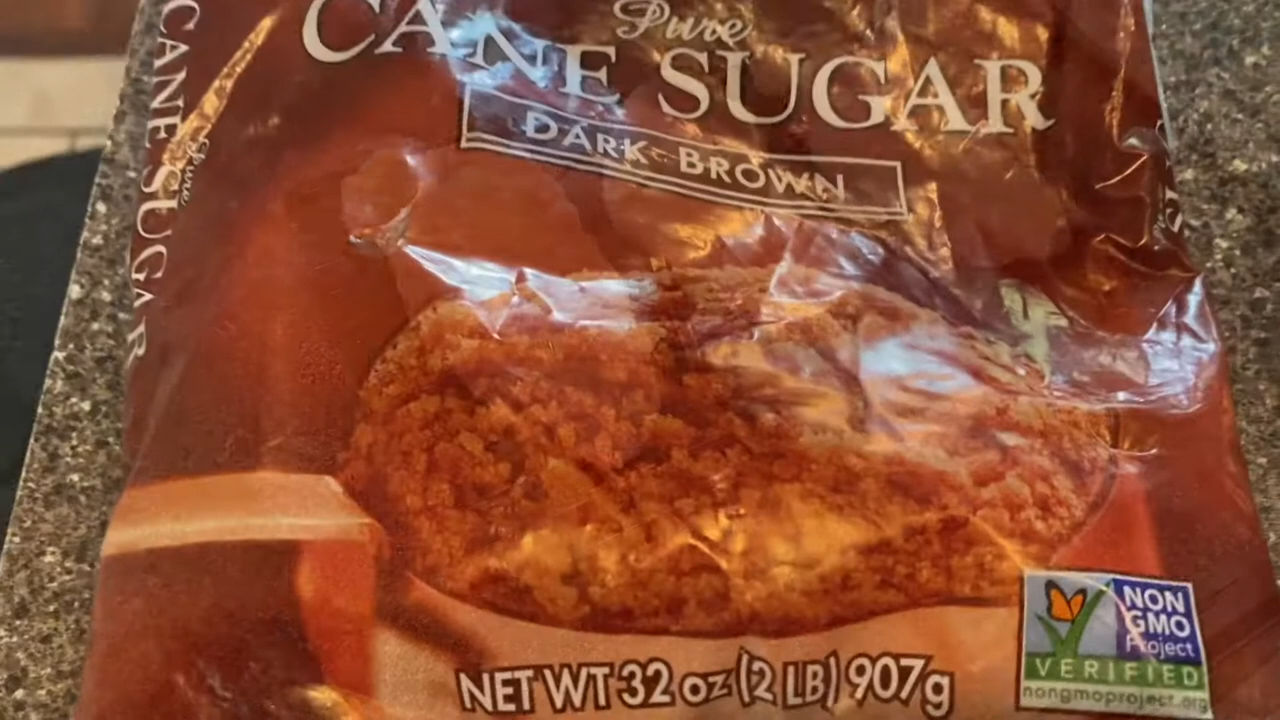 Pure
CANE SUGAR
DARK BROWN
Pure
CANE SUGAR
NET WT 32 oz (2 LB) 907g
NON
GMO
Project
VERIFIED
nongmoproject.org